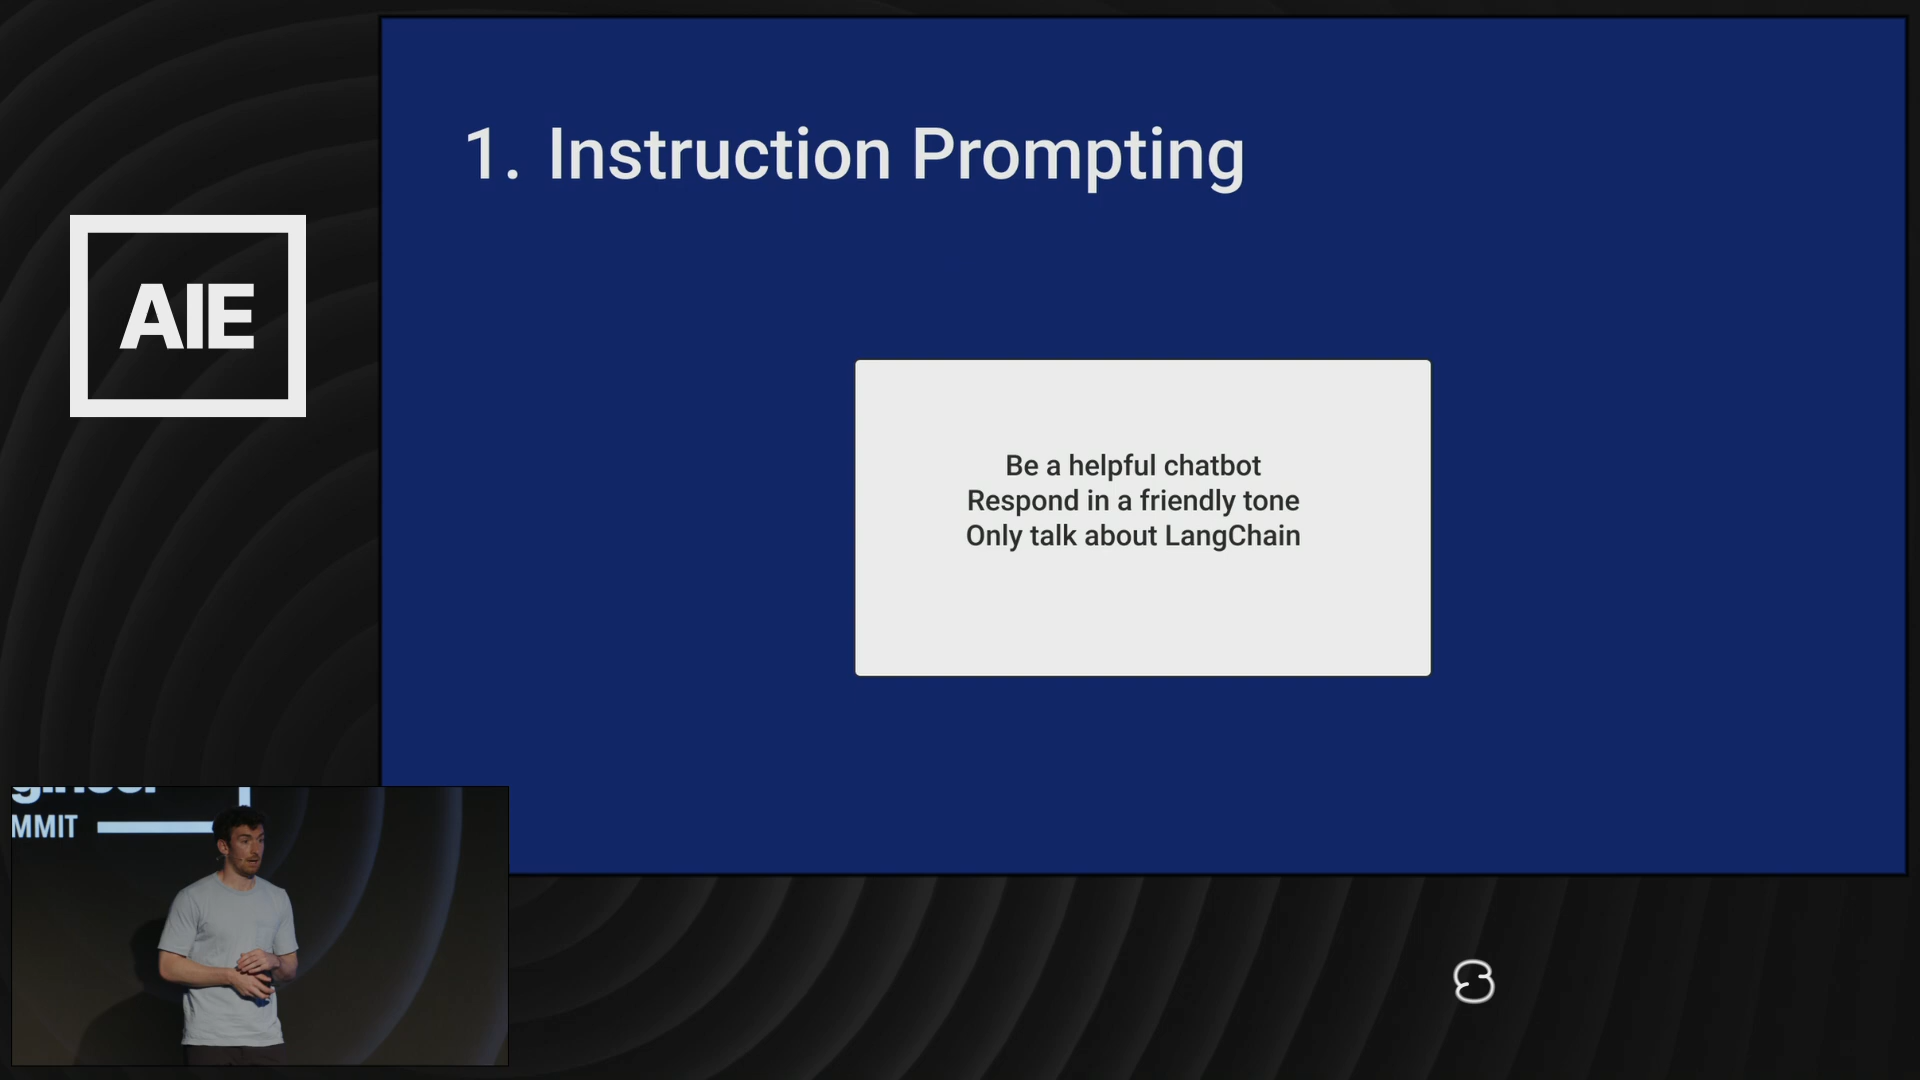 1. Instruction Prompting
AIE
Be a helpful chatbot
Respond in a friendly tone
Only talk about LangChain
MMIT